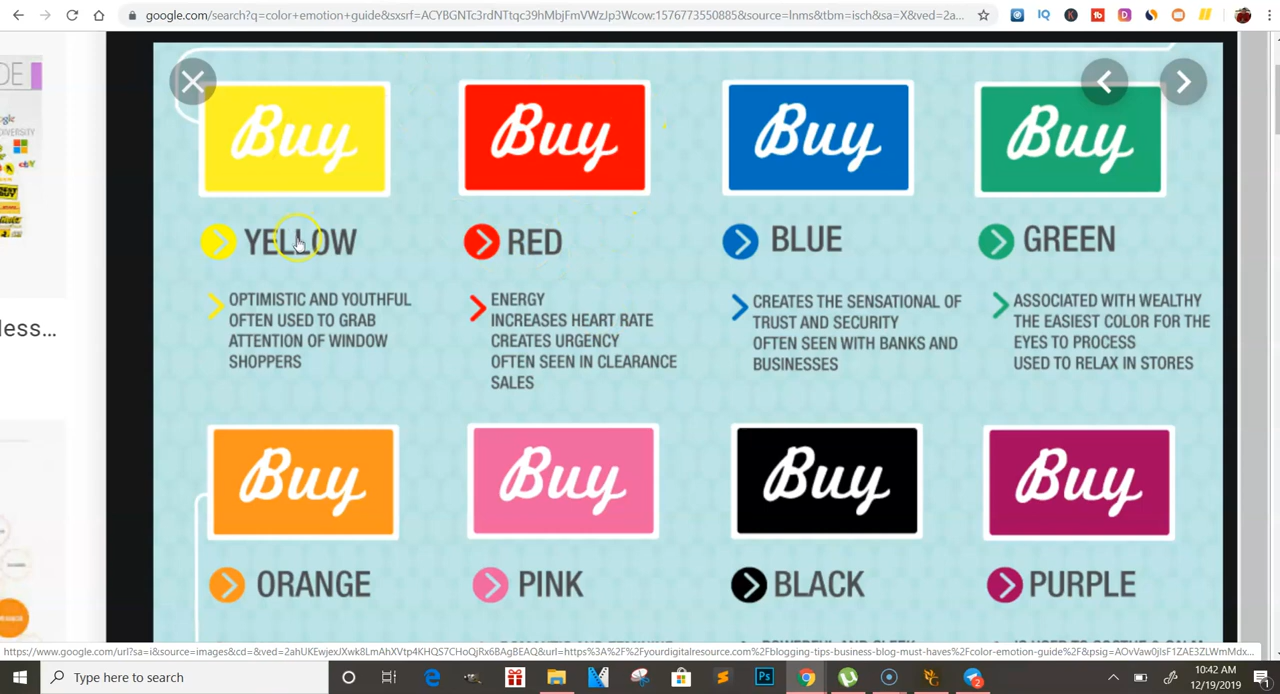 google.com/search?q=color+emotion+guide&sxsrf=ACYBGNTc3rdNTtqc39hMbjFmVWzJp3Wcow:1576773550885&source=lnms&tbm=isch&sa=X&ved=2a...
DE
ebY
less...
Buy Buy Buy Buy
YELLOW RED BLUE GREEN
OPTIMISTIC AND YOUTHFUL
OFTEN USED TO GRAB
ATTENTION OF WINDOW
SHOPPERS
ENERGY
INCREASES HEART RATE
CREATES URGENCY
OFTEN SEEN IN CLEARANCE
SALES
CREATES THE SENSATIONAL OF
TRUST AND SECURITY
OFTEN SEEN WITH BANKS AND
BUSINESSES
ASSOCIATED WITH WEALTHY
THE EASIEST COLOR FOR THE
EYES TO PROCESS
USED TO RELAX IN STORES
Buy Buy Buy Buy
ORANGE PINK BLACK PURPLE
Type here to search
10:42 AM
12/19/2019